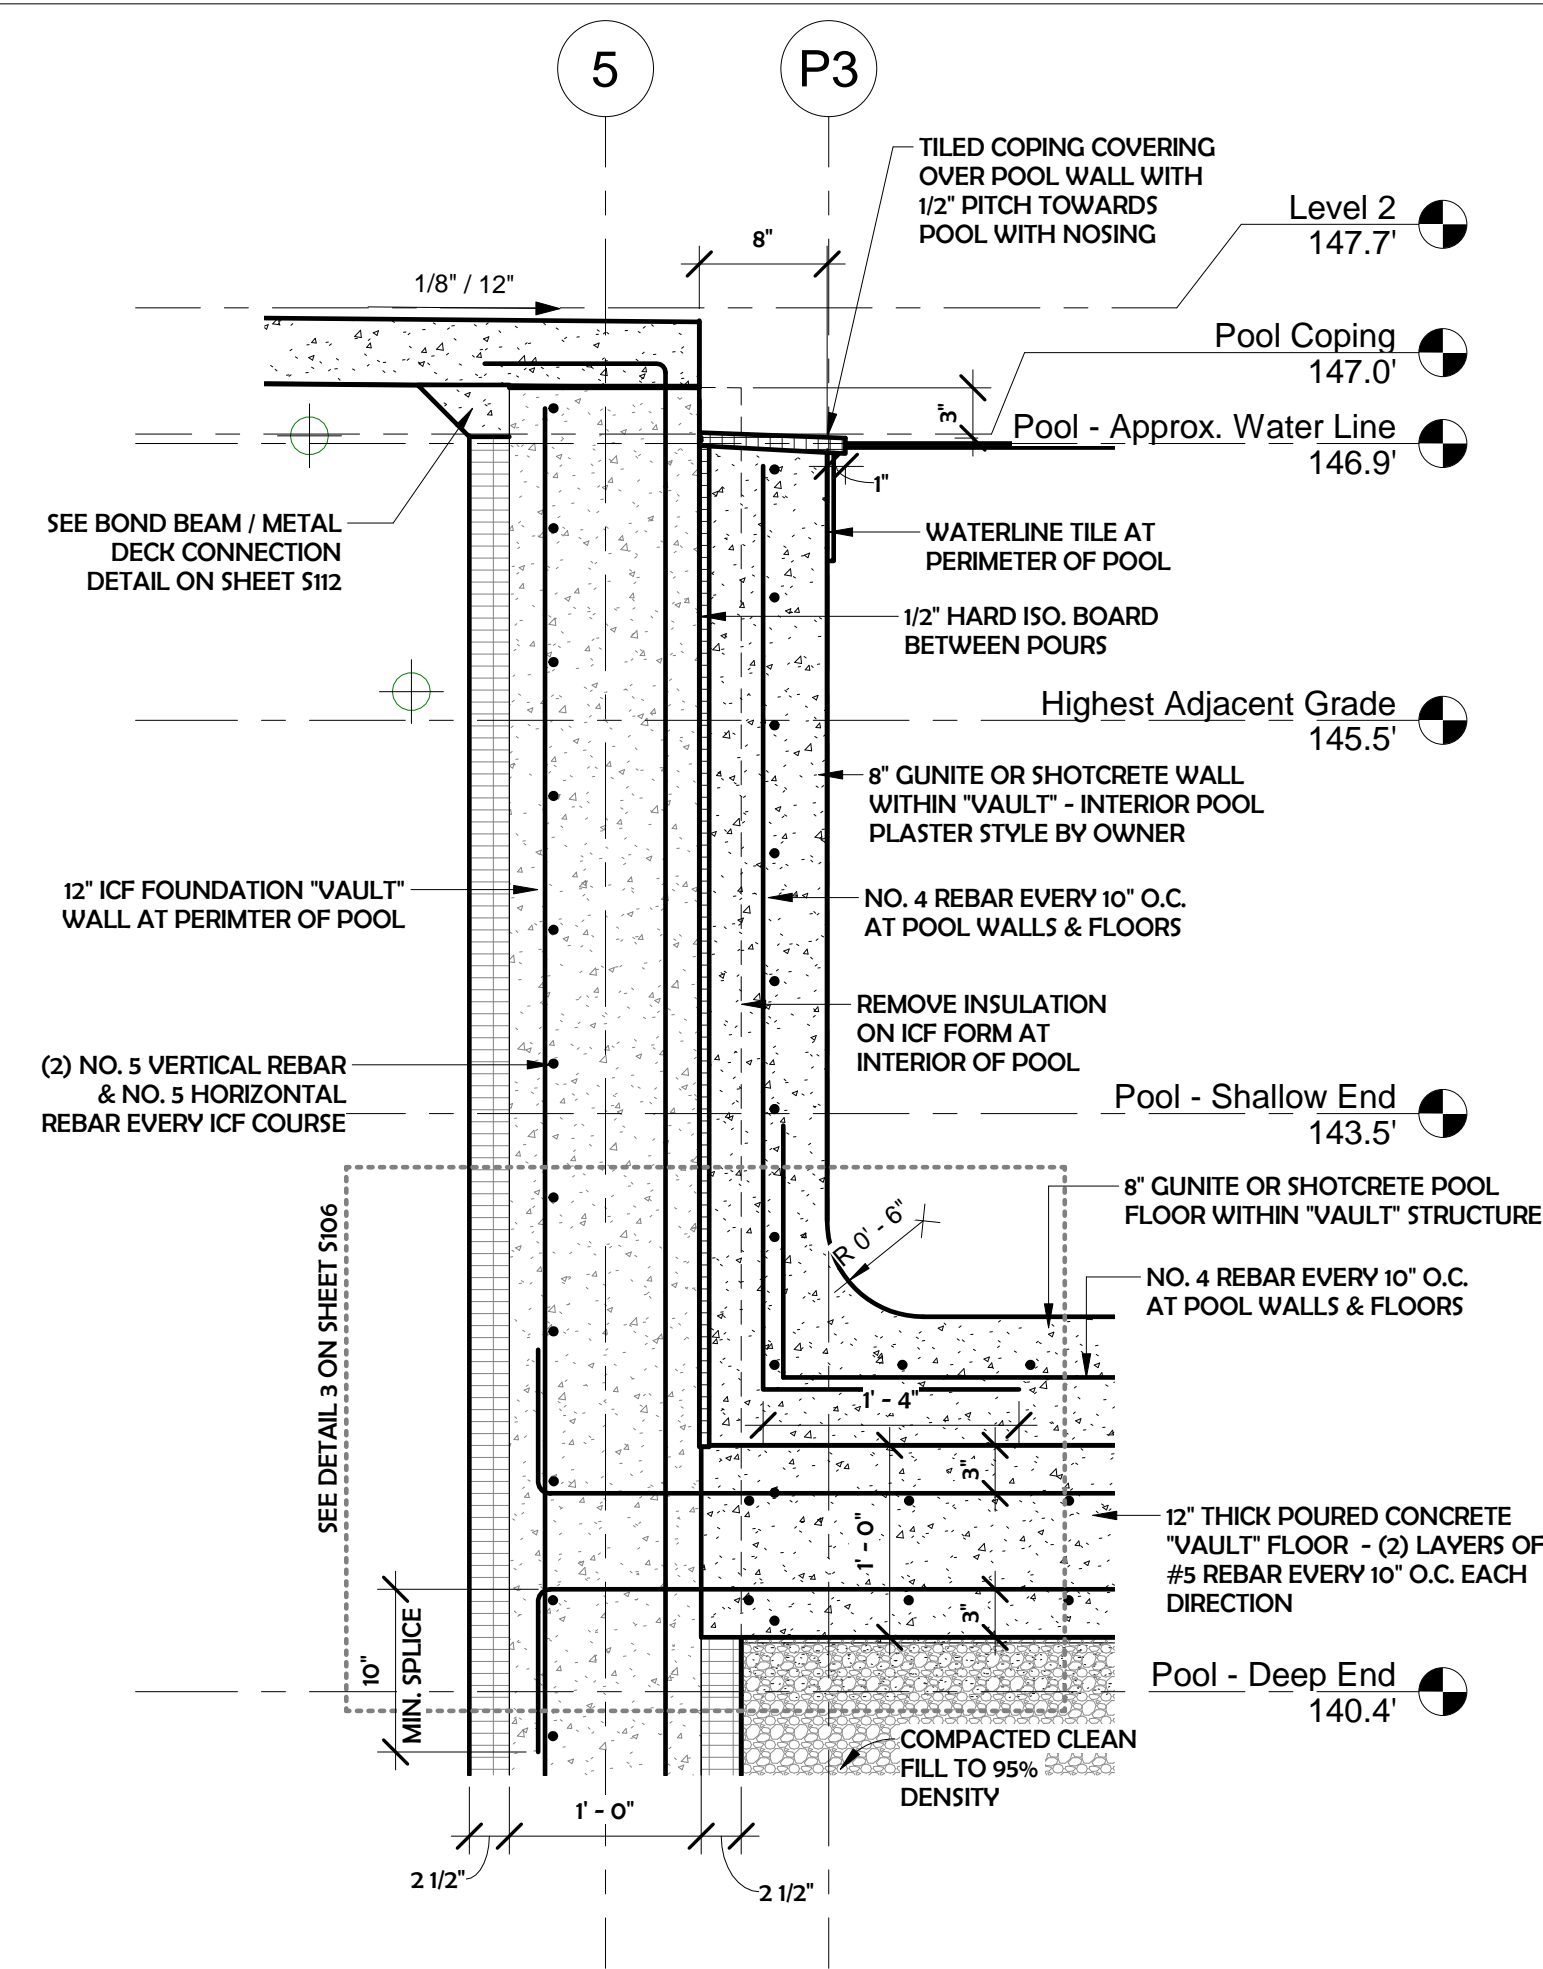 5
P3
TILED COPING COVERING
OVER POOL WALL WITH
1/2" PITCH TOWARDS
POOL WITH NOSING
Level 2
147.7'
8"
1/8" / 12"
Pool Coping
147.0'
3"
Pool - Approx. Water Line
146.9'
1"
SEE BOND BEAM / METAL
DECK CONNECTION
DETAIL ON SHEET S112
WATERLINE TILE AT
PERIMETER OF POOL
1/2" HARD ISO. BOARD
BETWEEN POURS
Highest Adjacent Grade
145.5'
8" GUNITE OR SHOTCRETE WALL
WITHIN "VAULT" - INTERIOR POOL
PLASTER STYLE BY OWNER
12" ICF FOUNDATION "VAULT"
WALL AT PERIMTER OF POOL
NO. 4 REBAR EVERY 10" O.C.
AT POOL WALLS & FLOORS
REMOVE INSULATION
ON ICF FORM AT
INTERIOR OF POOL
(2) NO. 5 VERTICAL REBAR
& NO. 5 HORIZONTAL
REBAR EVERY ICF COURSE
Pool - Shallow End
143.5'
8" GUNITE OR SHOTCRETE POOL
FLOOR WITHIN "VAULT" STRUCTURE
R 0' - 6"
SEE DETAIL 3 ON SHEET S106
NO. 4 REBAR EVERY 10" O.C.
AT POOL WALLS & FLOORS
1' - 4"
3"
1' - 0"
12" THICK POURED CONCRETE
"VAULT" FLOOR - (2) LAYERS OF
#5 REBAR EVERY 10" O.C. EACH
DIRECTION
3"
10"
MIN. SPLICE
Pool - Deep End
140.4'
COMPACTED CLEAN
FILL TO 95%
DENSITY
1' - 0"
2 1/2"
2 1/2"